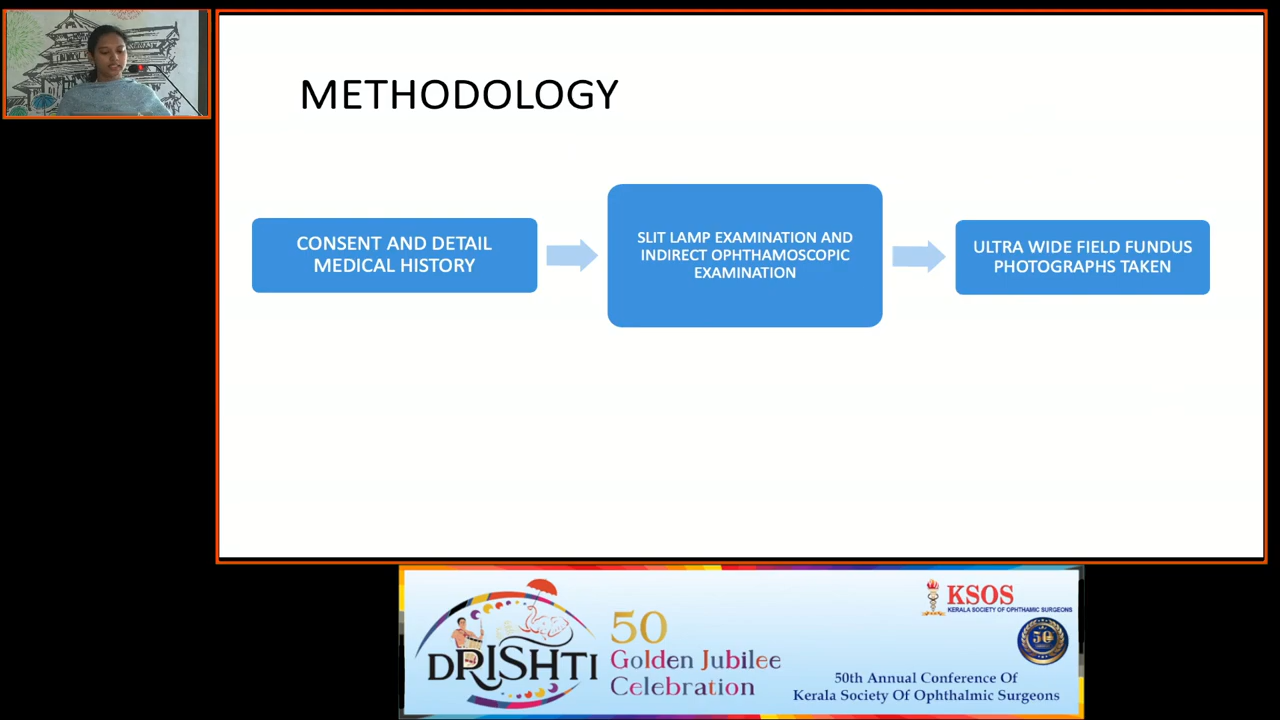 METHODOLOGY
CONSENT AND DETAIL
MEDICAL HISTORY
SLIT LAMP EXAMINATION AND
INDIRECT OPHTHAMOSCOPIC
EXAMINATION
ULTRA WIDE FIELD FUNDUS
PHOTOGRAPHS TAKEN
DRISHTI
50
Golden Jubilee
Celebration
KSOS
KERALA SOCIETY OF OPHTHAMIC SURGEONS
50
50th Annual Conference Of
Kerala Society Of Ophthalmic Surgeons